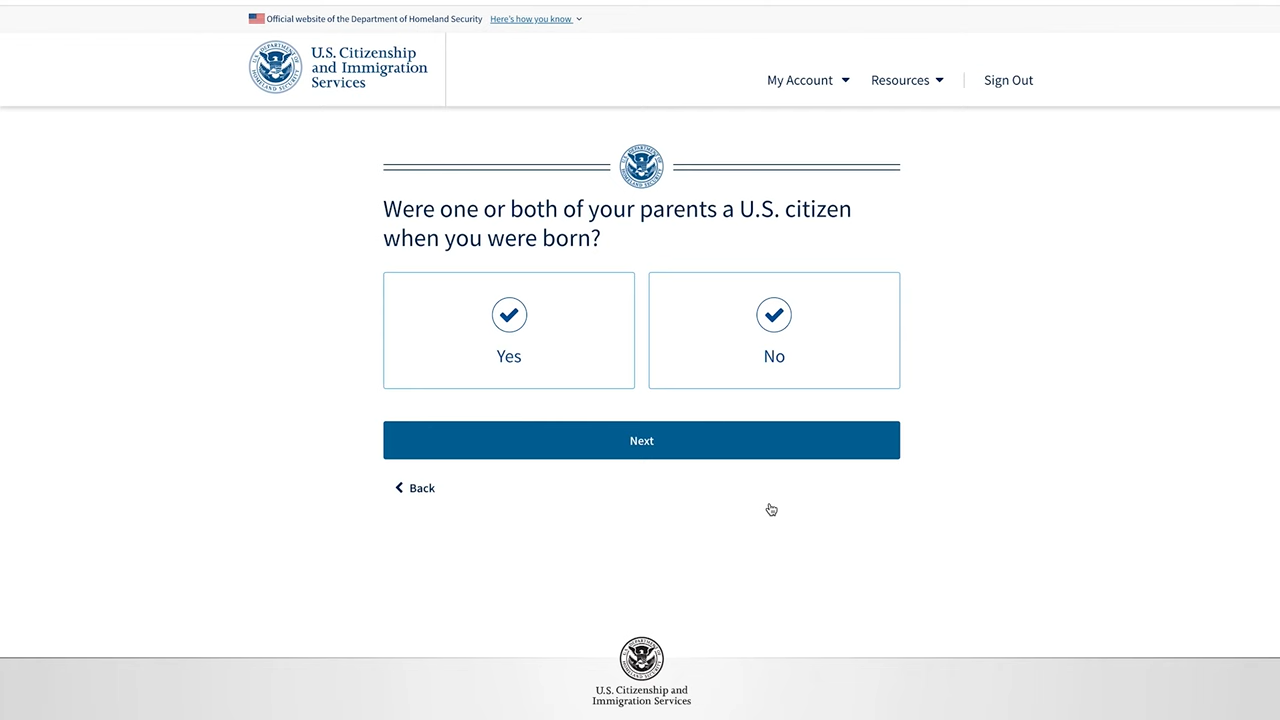 Official website of the Department of Homeland Security Here's how you know
U.S. Citizenship
and Immigration
Services
My Account Resources Sign Out
Were one or both of your parents a U.S. citizen
when you were born?
Yes No
Next
Back
U.S. Citizenship and
Immigration Services